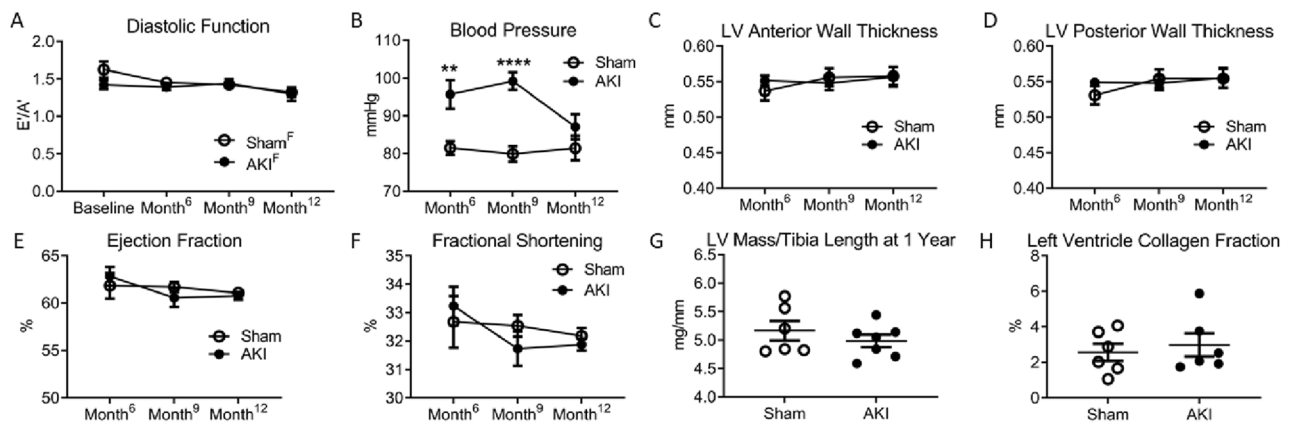 A
Diastolic Function
2.0
1.5
1.0
0.5
0.0
E'/A'
Sham^F
AKI^F
Baseline Month^6 Month^9 Month^12
B
Blood Pressure
110
100
90
80
70
mmHg
**
****
Sham
AKI
Month^6 Month^9 Month^12
C
LV Anterior Wall Thickness
0.60
0.55
0.50
0.40
mm
Sham
AKI
Month^6 Month^9 Month^12
D
LV Posterior Wall Thickness
0.60
0.55
0.50
0.40
mm
Sham
AKI
Month^6 Month^9 Month^12
E
Ejection Fraction
65
60
55
50
%
Sham
AKI
Month^6 Month^9 Month^12
F
Fractional Shortening
35
34
33
32
31
30
%
Sham
AKI
Month^6 Month^9 Month^12
G
LV Mass/Tibia Length at 1 Year
6.5
6.0
5.5
5.0
4.5
4.0
mg/mm
Sham AKI
H
Left Ventricle Collagen Fraction
8
6
4
2
0
%
Sham AKI